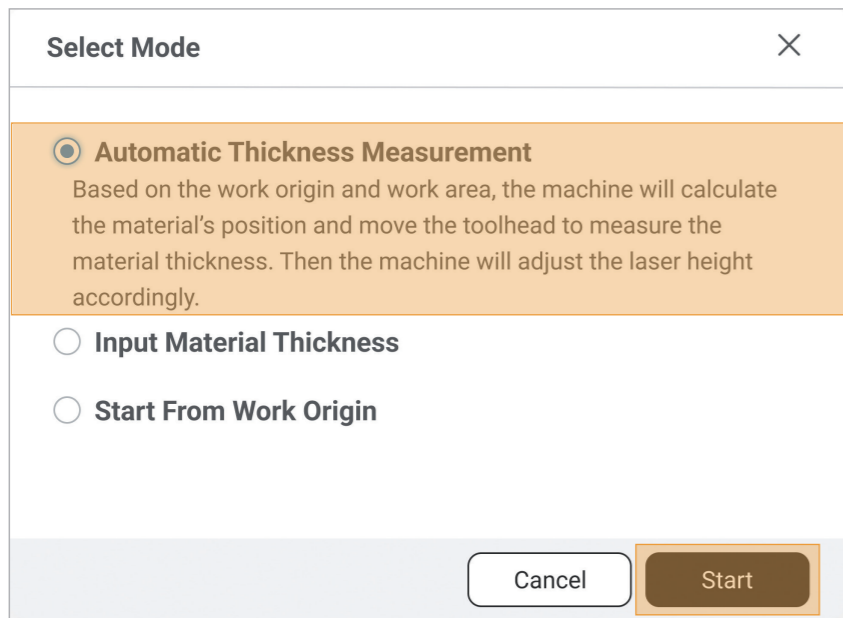 Select Mode
Automatic Thickness Measurement
Based on the work origin and work area, the machine will calculate
the material’s position and move the toolhead to measure the
material thickness. Then the machine will adjust the laser height
accordingly.
Input Material Thickness
Start From Work Origin
Cancel
Start